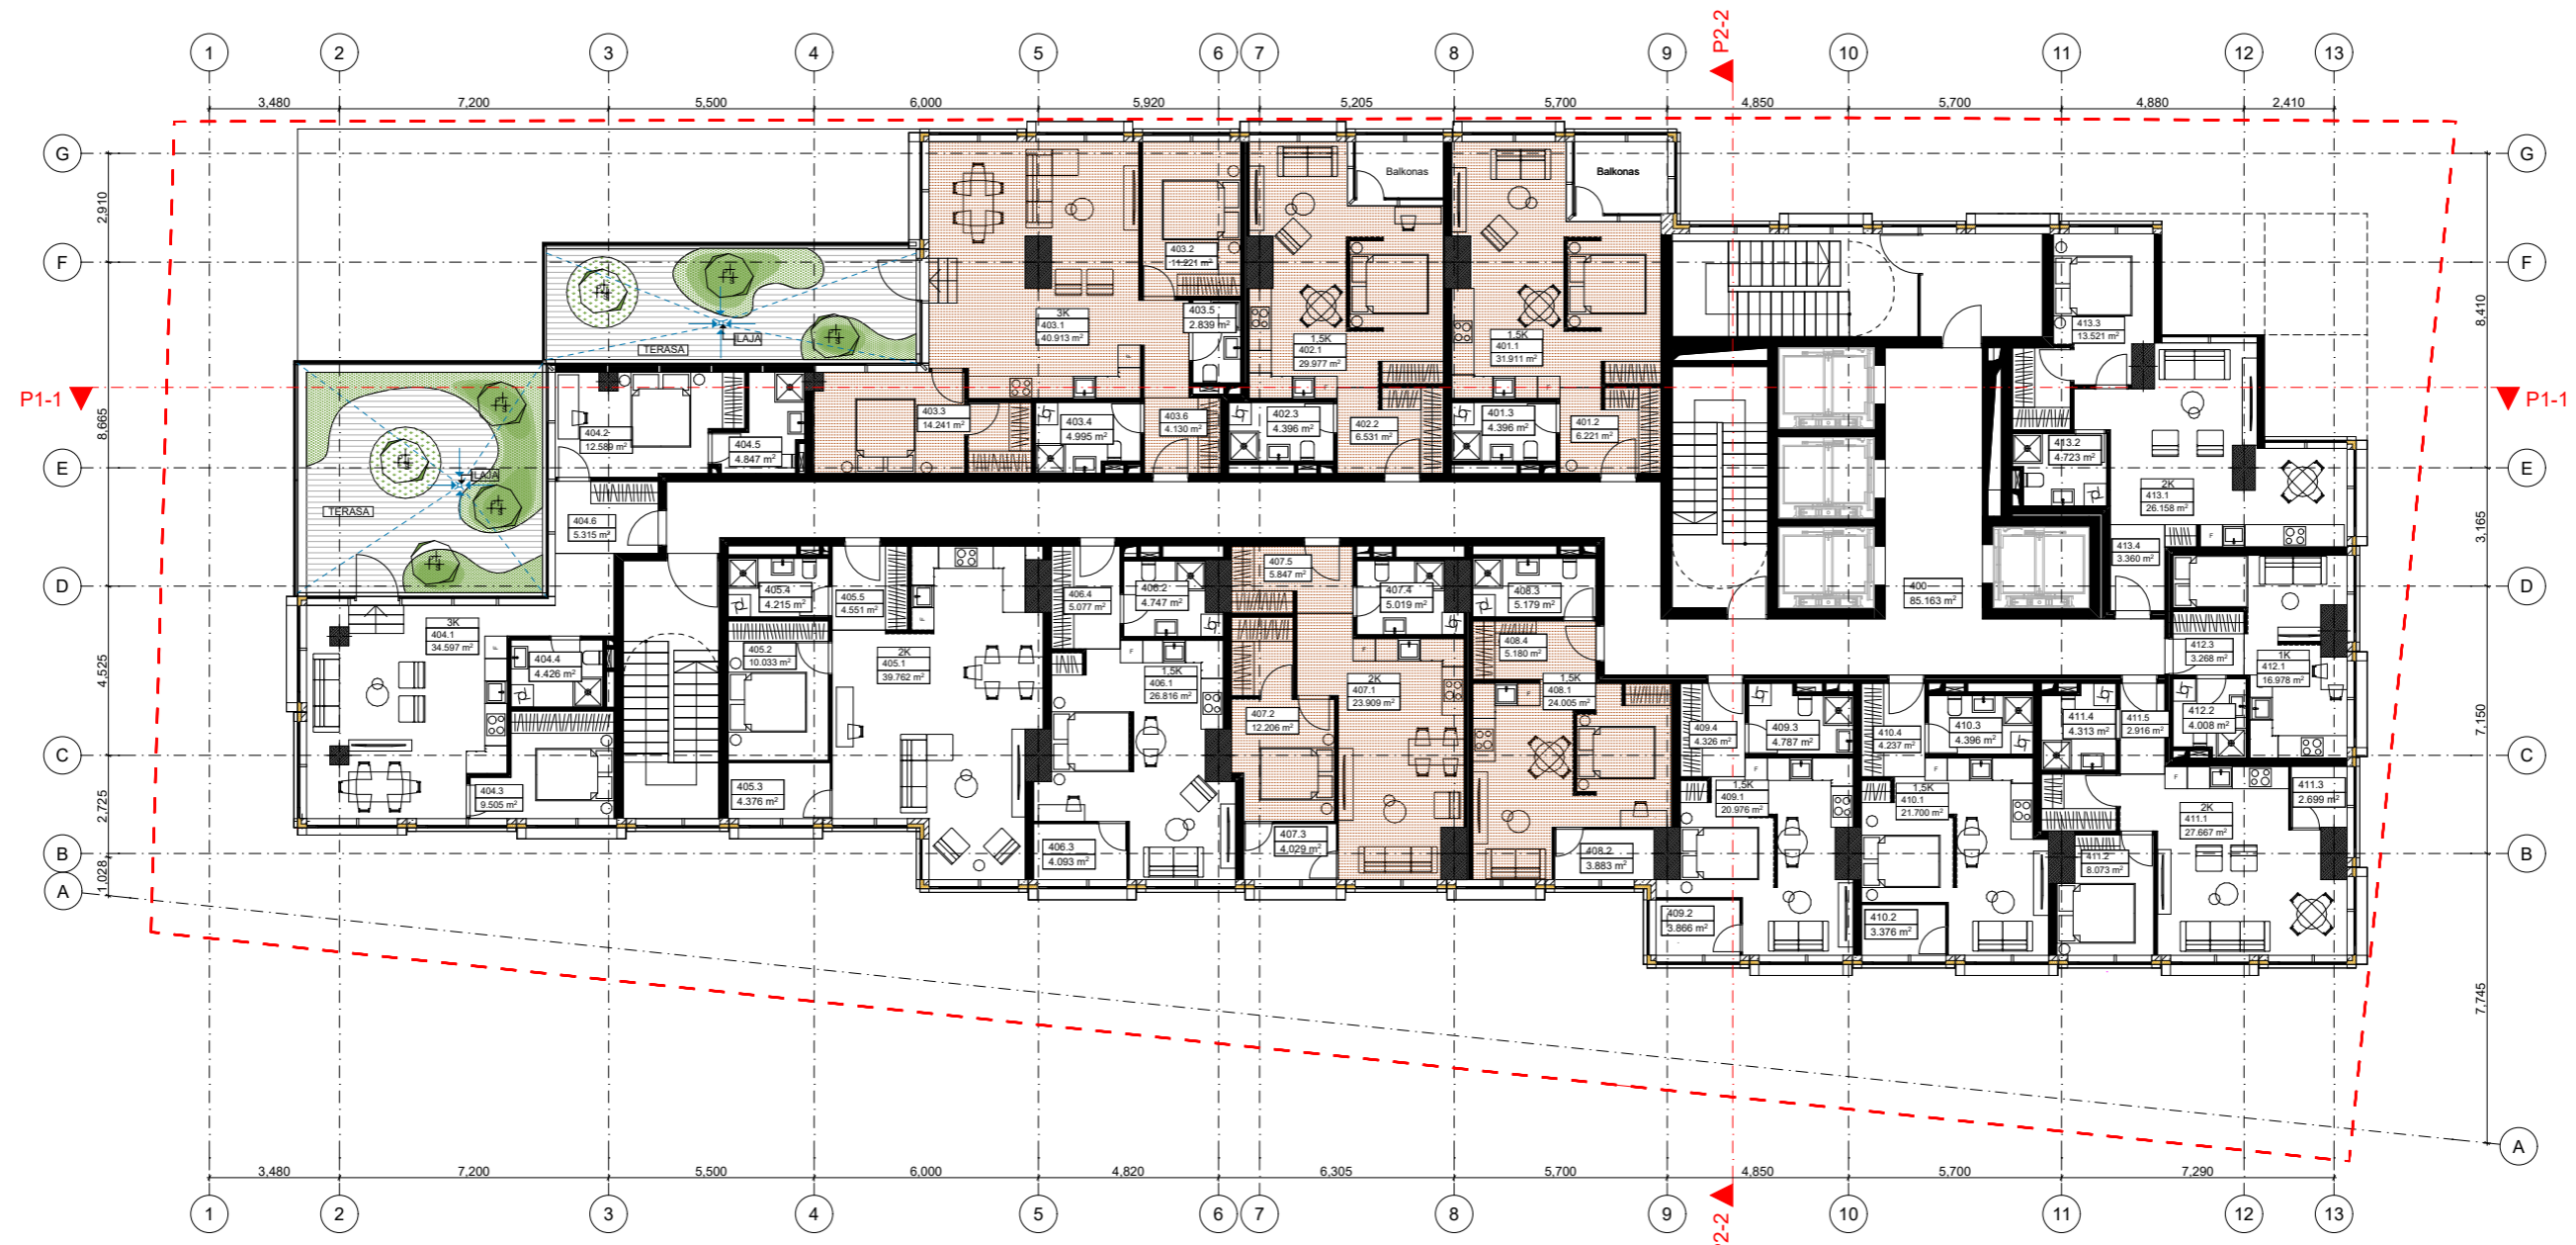 1 2 3 4 5 6 7 8 9 P2-2 10 11 12 13
3,480 7,200 5,500 6,000 5,920 5,205 5,700 4,850 5,700 4,880 2,410
G G
Balkonas Balkonas
2,910
F F
403.2
11.221 m²
8,410
403.5
2.839 m²
3K
403.1
40.913 m²
1,5K
402.1
29.977 m²
1,5K
401.1
31.911 m²
413.3
13.521 m²
LAJA
TERASA
P1-1 P1-1
8,665
403.3
14.241 m²
403.4
4.995 m²
403.6
4.130 m²
402.3
4.396 m²
402.2
6.531 m²
401.3
4.396 m²
401.2
6.221 m²
404.2
12.589 m²
404.5
4.847 m²
413.2
4.723 m²
E E
LAJA
TERASA
2K
413.1
26.158 m²
404.6
5.315 m²
3,165
413.4
3.360 m²
407.5
5.847 m²
D D
405.4
4.215 m²
405.5
4.551 m²
406.4
5.077 m²
406.2
4.747 m²
407.4
5.019 m²
408.3
5.179 m²
400
85.163 m²
3K
404.1
34.597 m²
404.4
4.426 m²
405.2
10.033 m²
2K
405.1
39.762 m²
408.4
5.180 m²
412.3
3.268 m²
1K
412.1
16.978 m²
4,525
1,5K
406.1
26.816 m²
2K
407.1
23.909 m²
1,5K
408.1
24.005 m²
7,150
407.2
12.206 m²
409.4
4.326 m²
409.3
4.787 m²
410.4
4.237 m²
410.3
4.396 m²
411.4
4.313 m²
411.5
2.916 m²
412.2
4.008 m²
C C
404.3
9.505 m²
405.3
4.376 m²
1,5K
409.1
20.976 m²
1,5K
410.1
21.700 m²
2K
411.1
27.667 m²
411.3
2.699 m²
2,725
406.3
4.093 m²
407.3
4.029 m²
408.2
3.883 m²
411.2
8.073 m²
B B
1,028
A
409.2
3.866 m²
410.2
3.376 m²
7,745
A
3,480 7,200 5,500 6,000 4,820 6,305 5,700 4,850 5,700 7,290
1 2 3 4 5 6 7 8 9 P2-2 10 11 12 13